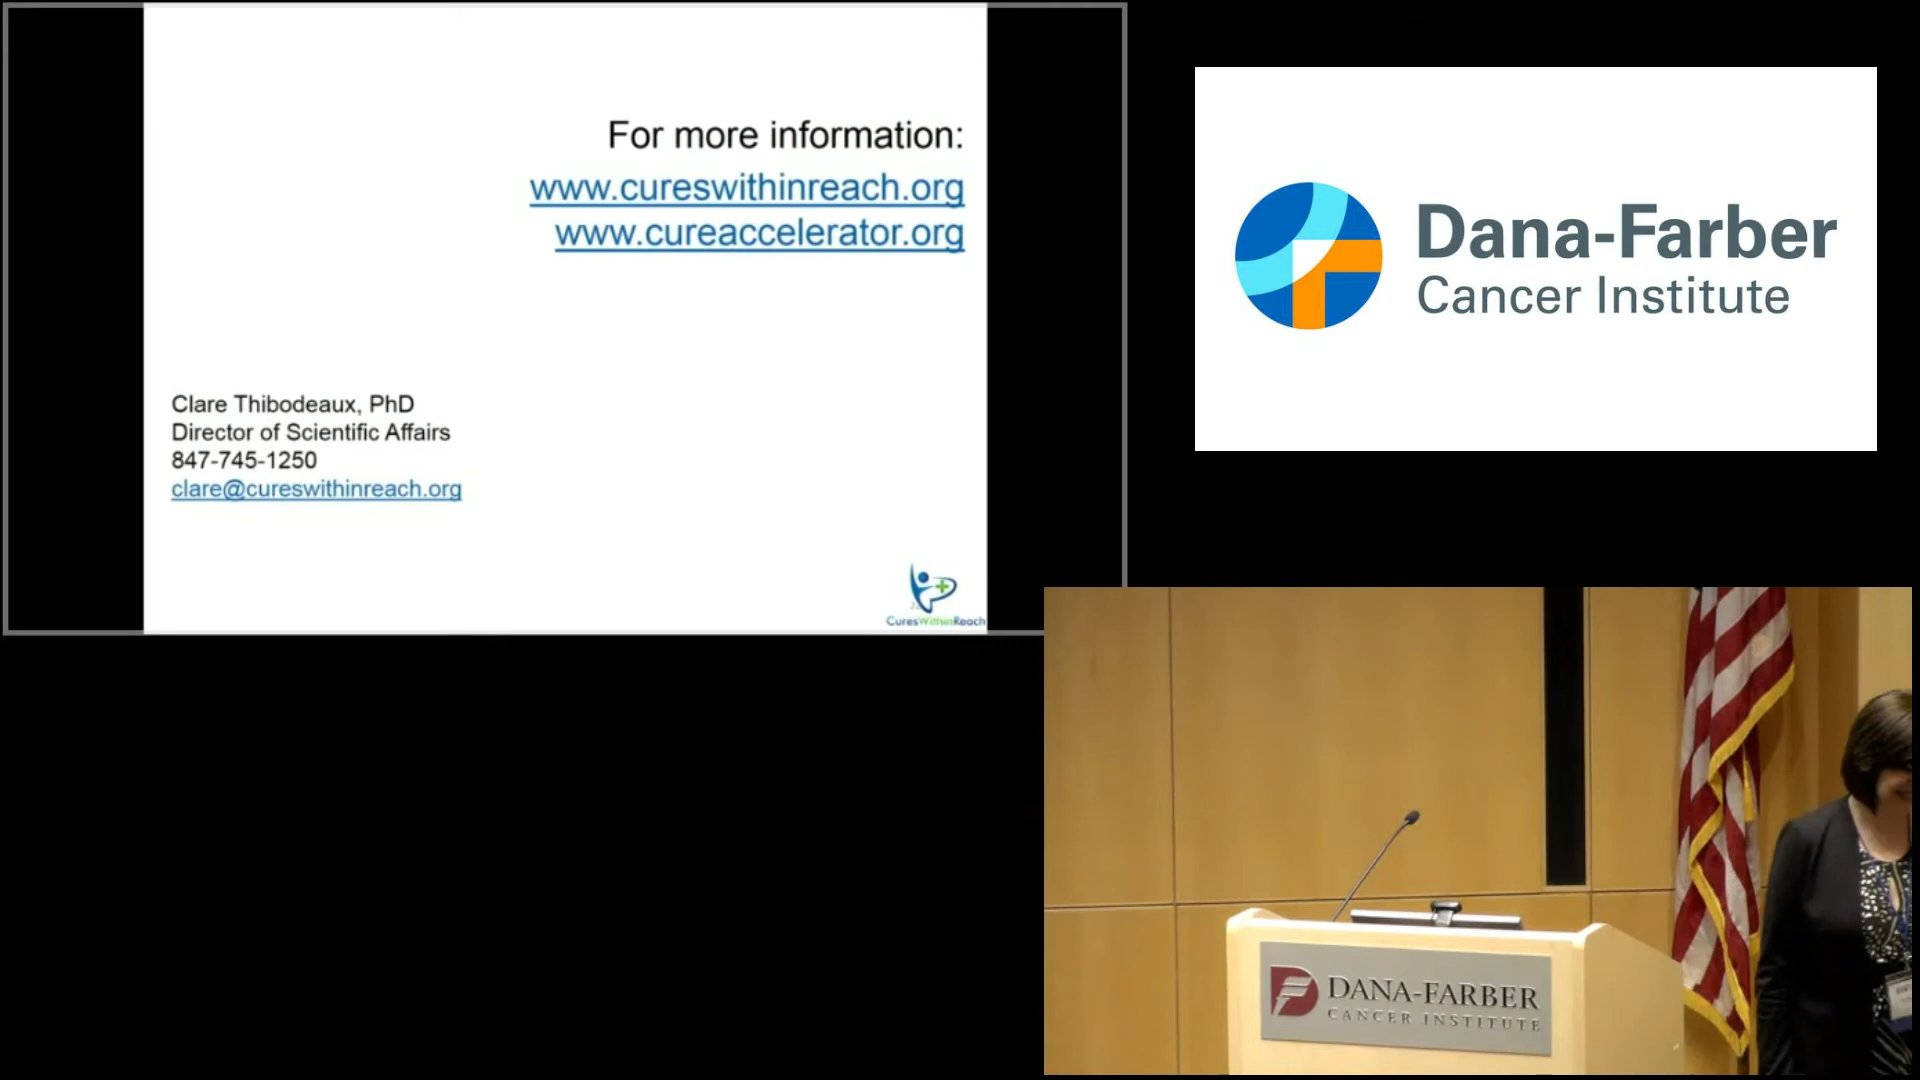 For more information:
www.cureswithinreach.org
www.cureaccelerator.org
Clare Thibodeaux, PhD
Director of Scientific Affairs
847-745-1250
clare@cureswithinreach.org
CuresWithinReach
Dana-Farber
Cancer Institute
DANA-FARBER
CANCER INSTITUTE